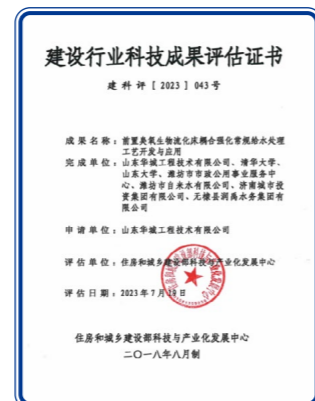 建设行业科技成果评估证书
建科评[2023]043号
成果名称：前置臭氧生物流化床耦合强化常规给水处理
工艺开发与应用
完成单位：山东华城工程技术有限公司、清华大学、
山东大学、潍坊市市政公用事业服务中
心、潍坊市自来水有限公司、济南城市投
资集团有限公司、无棣县润禹水务集团有
限公司
申请单位：山东华城工程技术有限公司
评估单位：住房和城乡建设部科技与产业化发展中心
评估日期：2023年7月19日
住房和城乡建设部科技与产业化发展中心
二〇一八年八月制